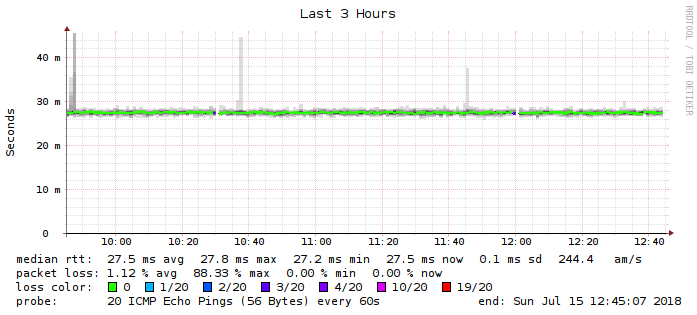 Last 3 Hours
RRDTOOL / TOBI OETIKER
Seconds
40 m
30 m
20 m
10 m
0
10:00 10:20 10:40 11:00 11:20 11:40 12:00 12:20 12:40
median rtt: 27.5 ms avg 27.8 ms max 27.2 ms min 27.5 ms now 0.1 ms sd 244.4 am/s
packet loss: 1.12 % avg 88.33 % max 0.00 % min 0.00 % now
loss color: 0 1/20 2/20 3/20 4/20 10/20 19/20
probe: 20 ICMP Echo Pings (56 Bytes) every 60s end: Sun Jul 15 12:45:07 2018